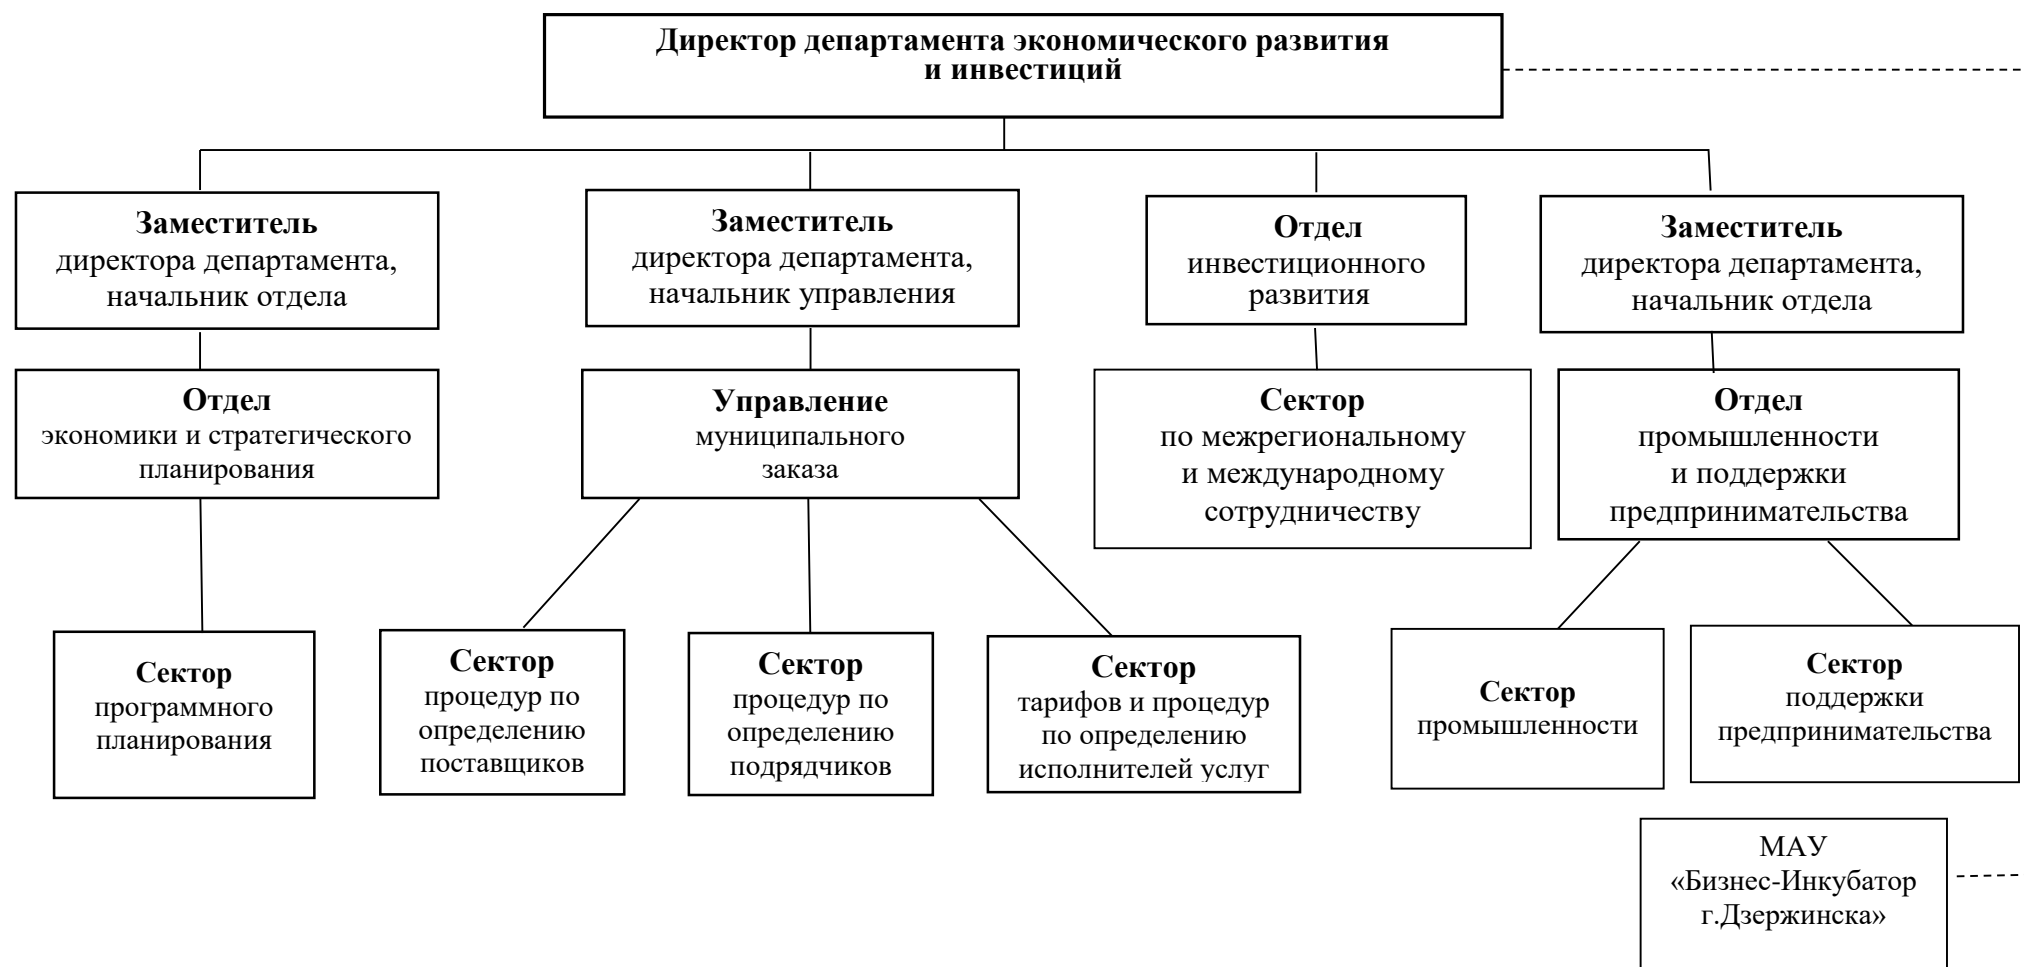 Директор департамента экономического развития
и инвестиций
Заместитель
директора департамента,
начальник отдела
Заместитель
директора департамента,
начальник управления
Отдел
инвестиционного
развития
Заместитель
директора департамента,
начальник отдела
Отдел
экономики и стратегического
планирования
Управление
муниципального
заказа
Сектор
по межрегиональному
и международному
сотрудничеству
Отдел
промышленности
и поддержки
предпринимательства
Сектор
программного
планирования
Сектор
процедур по
определению
поставщиков
Сектор
процедур по
определению
подрядчиков
Сектор
тарифов и процедур
по определению
исполнителей услуг
Сектор
промышленности
Сектор
поддержки
предпринимательства
МАУ
«Бизнес-Инкубатор
г.Дзержинска»